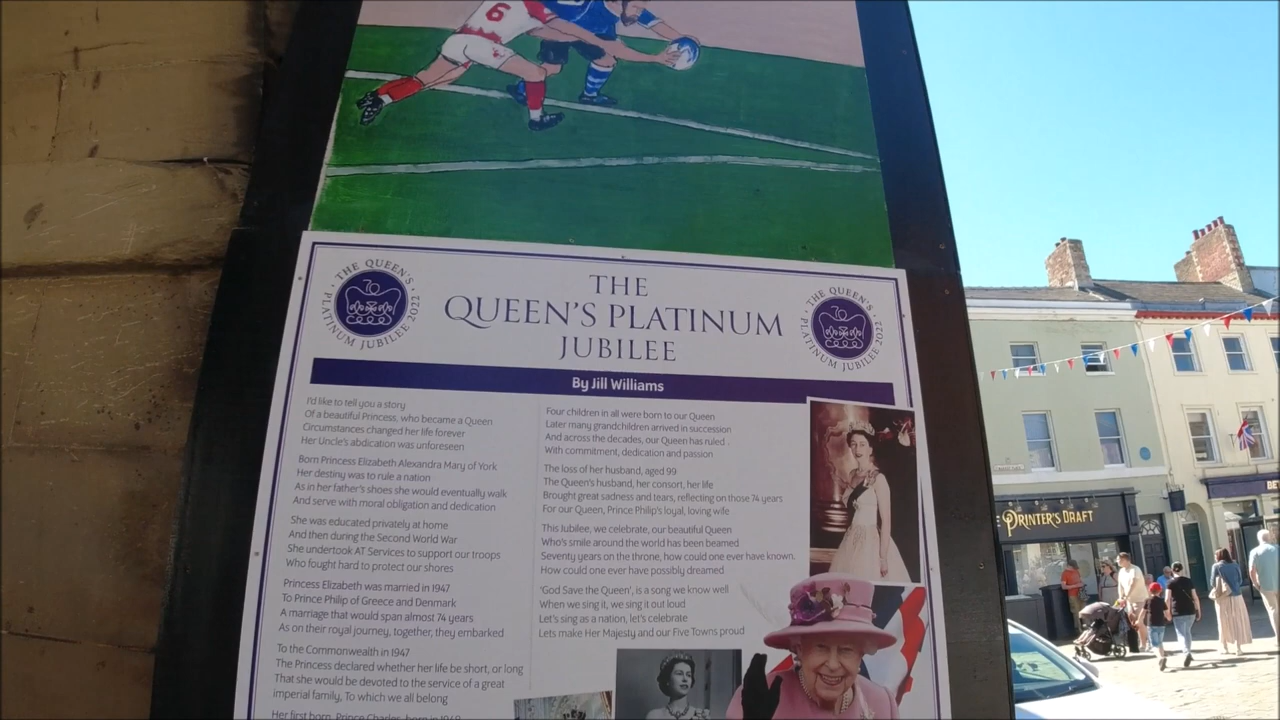 6
THE QUEEN'S PLATINUM JUBILEE 2022
70
THE
QUEEN'S PLATINUM
JUBILEE
THE QUEEN'S PLATINUM JUBILEE 2022
70
By Jill Williams
I'd like to tell you a story
Of a beautiful Princess, who became a Queen
Circumstances changed her life forever
Her Uncle's abdication was unforeseen
Born Princess Elizabeth Alexandra Mary of York
Her destiny was to rule a nation
As in her father's shoes she would eventually walk
And serve with moral obligation and dedication
She was educated privately at home
And then during the Second World War
She undertook AT Services to support our troops
Who fought hard to protect our shores
Princess Elizabeth was married in 1947
To Prince Philip of Greece and Denmark
A marriage that would span almost 74 years
As on their royal journey, together, they embarked
To the Commonwealth in 1947
The Princess declared whether her life be short, or long
That she would be devoted to the service of a great
imperial family, To which we all belong
Her first born, Prince Charles, born in 1948
Four children in all were born to our Queen
Later many grandchildren arrived in succession
And across the decades, our Queen has ruled .
With commitment, dedication and passion
The loss of her husband, aged 99
The Queen's husband, her consort, her life
Brought great sadness and tears, reflecting on those 74 years
For our Queen, Prince Philip's loyal, loving wife
This Jubilee, we celebrate, our beautiful Queen
Who's smile around the world has been beamed
Seventy years on the throne, how could one ever have known.
How could one ever have possibly dreamed
'God Save the Queen', is a song we know well
When we sing it, we sing it out loud
Let's sing as a nation, let's celebrate
Lets make Her Majesty and our Five Towns proud
PRINTER'S DRAFT
BE